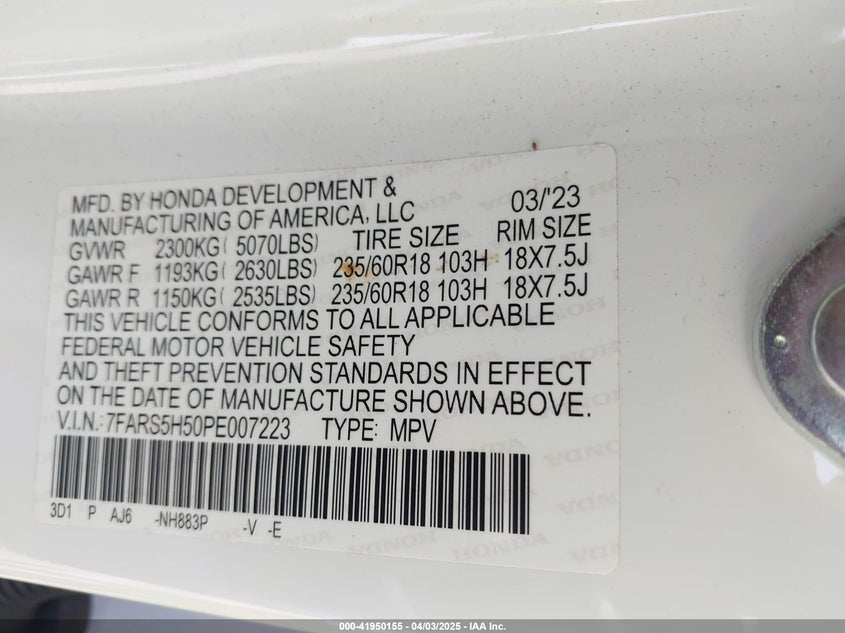 MFD. BY HONDA DEVELOPMENT &
MANUFACTURING OF AMERICA, LLC 03/'23
GVWR 2300KG( 5070LBS) TIRE SIZE RIM SIZE
GAWR F 1193KG( 2630LBS) 235/60R18 103H 18X7.5J
GAWR R 1150KG( 2535LBS) 235/60R18 103H 18X7.5J
THIS VEHICLE CONFORMS TO ALL APPLICABLE
FEDERAL MOTOR VEHICLE SAFETY
AND THEFT PREVENTION STANDARDS IN EFFECT
ON THE DATE OF MANUFACTURE SHOWN ABOVE.
V.I.N.: 7FARS5H50PE007223 TYPE: MPV
3D1 P AJ6 -NH883P -V -E
000-41950155 - 04/03/2025 - IAA Inc.